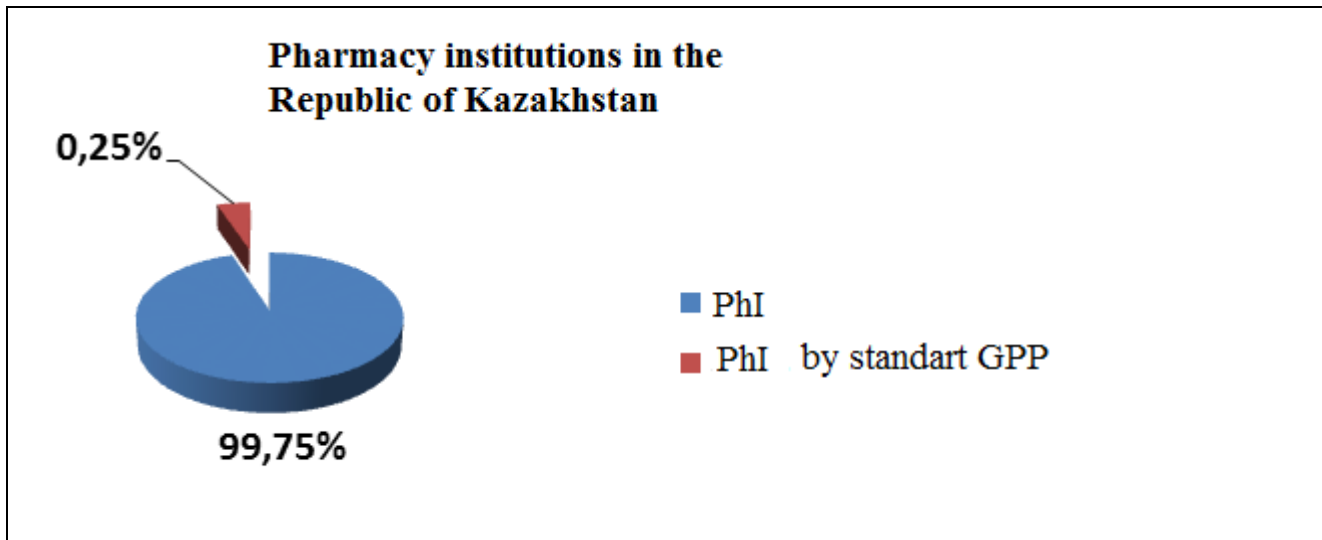 Pharmacy institutions in the
Republic of Kazakhstan
0,25%
PhI
PhI by standart GPP
99,75%